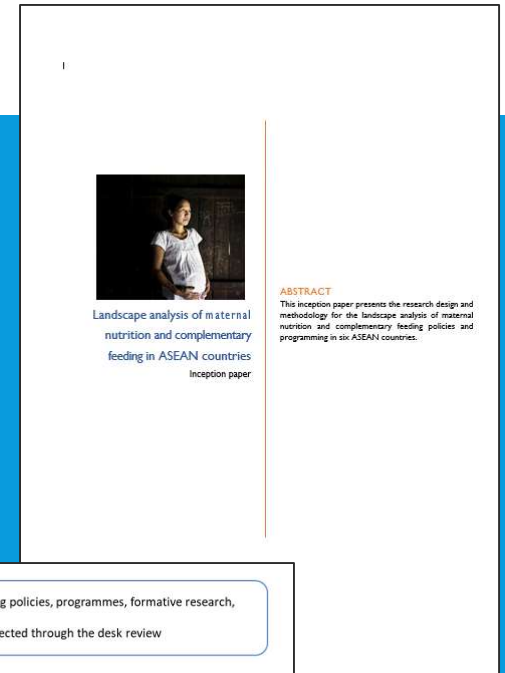 I
Landscape analysis of maternal
nutrition and complementary
feeding in ASEAN countries
Inception paper
ABSTRACT
This inception paper presents the research design and
methodology for the landscape analysis of maternal
nutrition and complementary feeding policies and
programming in six ASEAN countries.
g policies, programmes, formative research,
ected through the desk review